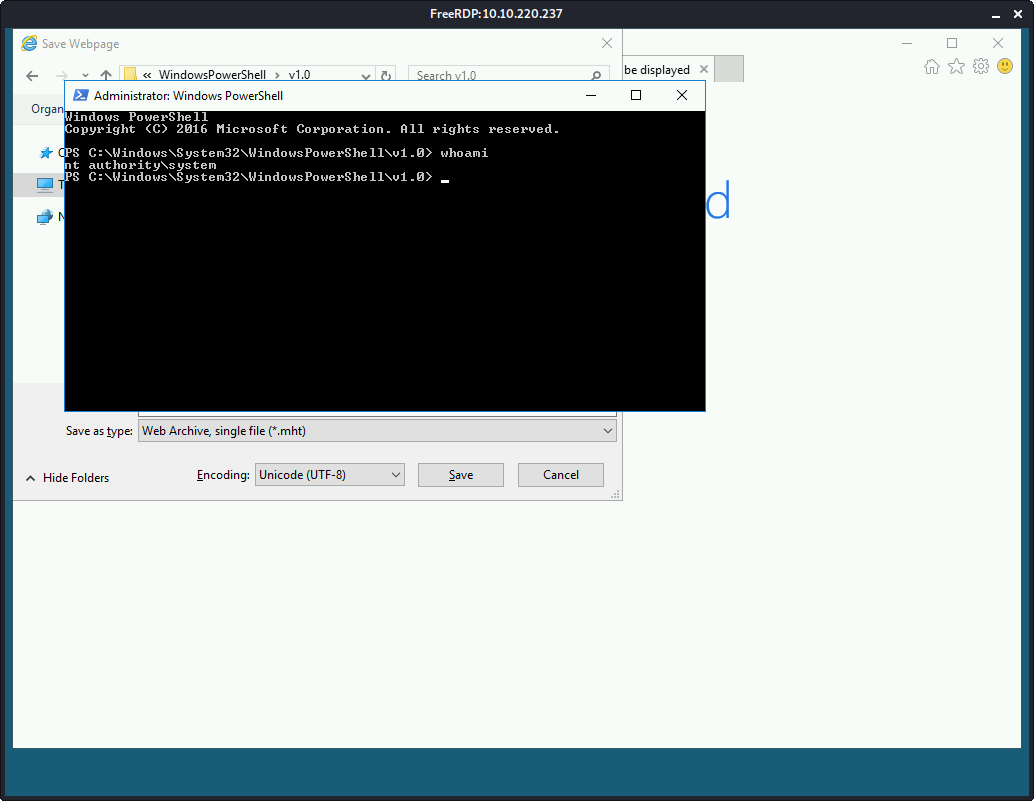 FreeRDP:10.10.220.237
Save Webpage
« WindowsPowerShell › v1.0
Search v1.0
be displayed
Organ
Administrator: Windows PowerShell
Windows PowerShell
Copyright (C) 2016 Microsoft Corporation. All rights reserved.
PS C:\Windows\System32\WindowsPowerShell\v1.0> whoami
nt authority\system
PS C:\Windows\System32\WindowsPowerShell\v1.0>
d
Save as type: Web Archive, single file (*.mht)
Hide Folders
Encoding: Unicode (UTF-8)
Save
Cancel